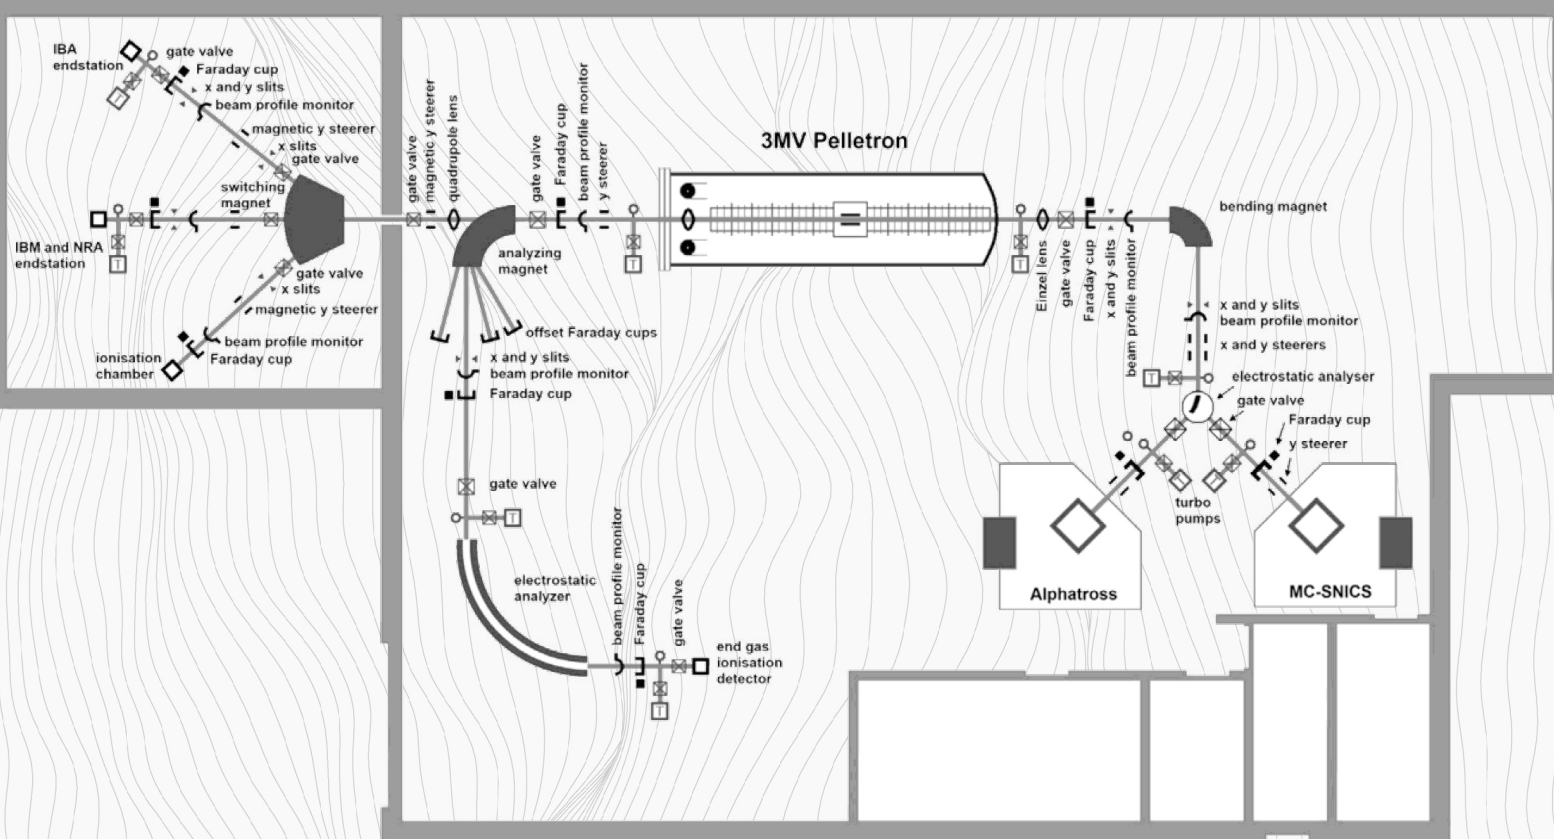 IBA
endstation
gate valve
Faraday cup
x and y slits
beam profile monitor
magnetic y steerer
x slits
gate valve
switching
magnet
IBM and NRA
endstation
T
T
gate valve
x slits
magnetic y steerer
beam profile monitor
Faraday cup
ionisation
chamber
gate valve
magnetic y steerer
quadrupole lens
gate valve
Faraday cup
beam profile monitor
y steerer
T
3MV Pelletron
analyzing
magnet
offset Faraday cups
x and y slits
beam profile monitor
Faraday cup
gate valve
T
electrostatic
analyzer
beam profile monitor
Faraday cup
gate valve
T
end gas
ionisation
detector
T
Einzel lens
gate valve
Faraday cup
x and y slits
beam profile monitor
bending magnet
x and y slits
beam profile monitor
x and y steerers
T
electrostatic analyser
gate valve
Faraday cup
y steerer
T
T
turbo
pumps
Alphatross
MC-SNICS